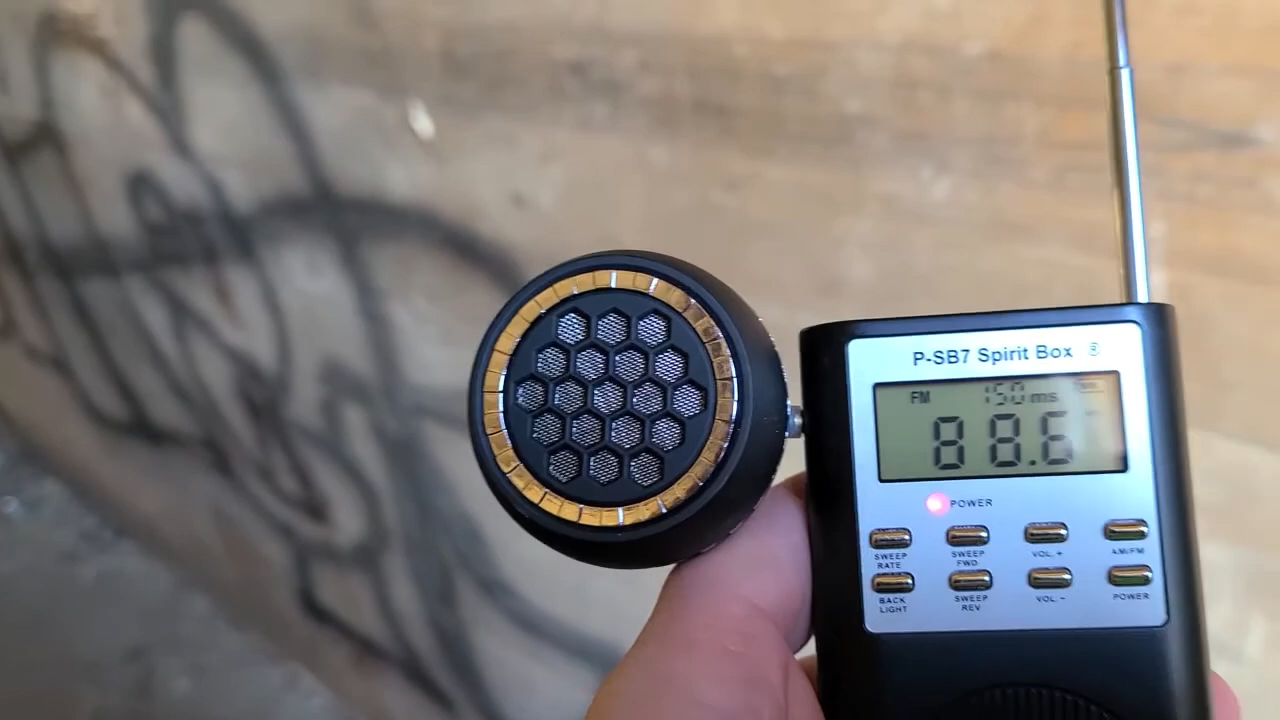 P-SB7 Spirit Box
FM 150 ms
88.6
POWER
SWEEP RATE
SWEEP FWD
VOL. +
AM/FM
BACK LIGHT
SWEEP REV
VOL. -
POWER